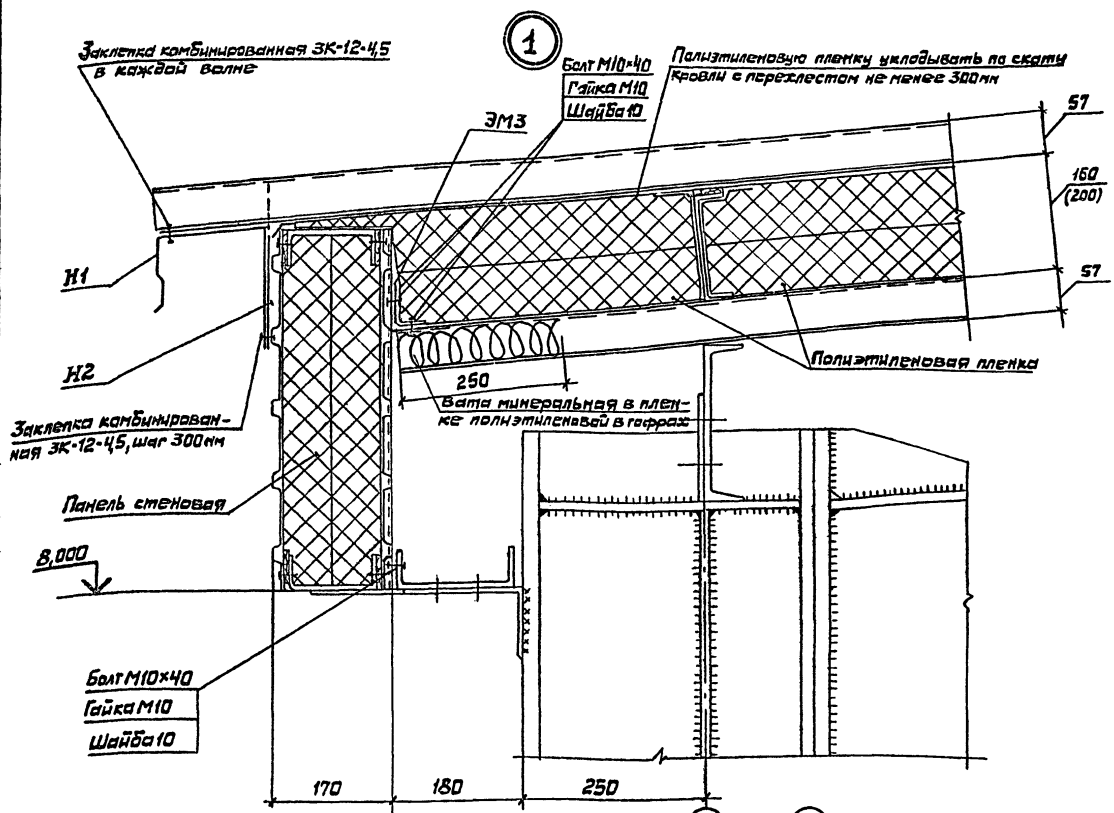 1
Заклепка комбинированная ЗК-12-4,5
в каждой волне
Болт М10×40
Гайка М10
Шайба 10
Полиэтиленовую пленку укладывать по скату
кровли с перехлестом не менее 300мм
ЭМ3
57
160
(200)
57
Н1
Н2
Полиэтиленовая пленка
250
Вата минеральная в плен-
ке полиэтиленовой в гофрах
Заклепка комбинирован-
ная ЗК-12-4,5, шаг 300мм
Панель стеновая
8,000
Болт М10×40
Гайка М10
Шайба 10
170
180
250